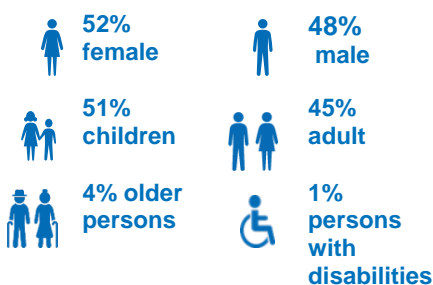 52%
female
48%
male
51%
children
45%
adult
4% older
persons
1%
persons
with
disabilities